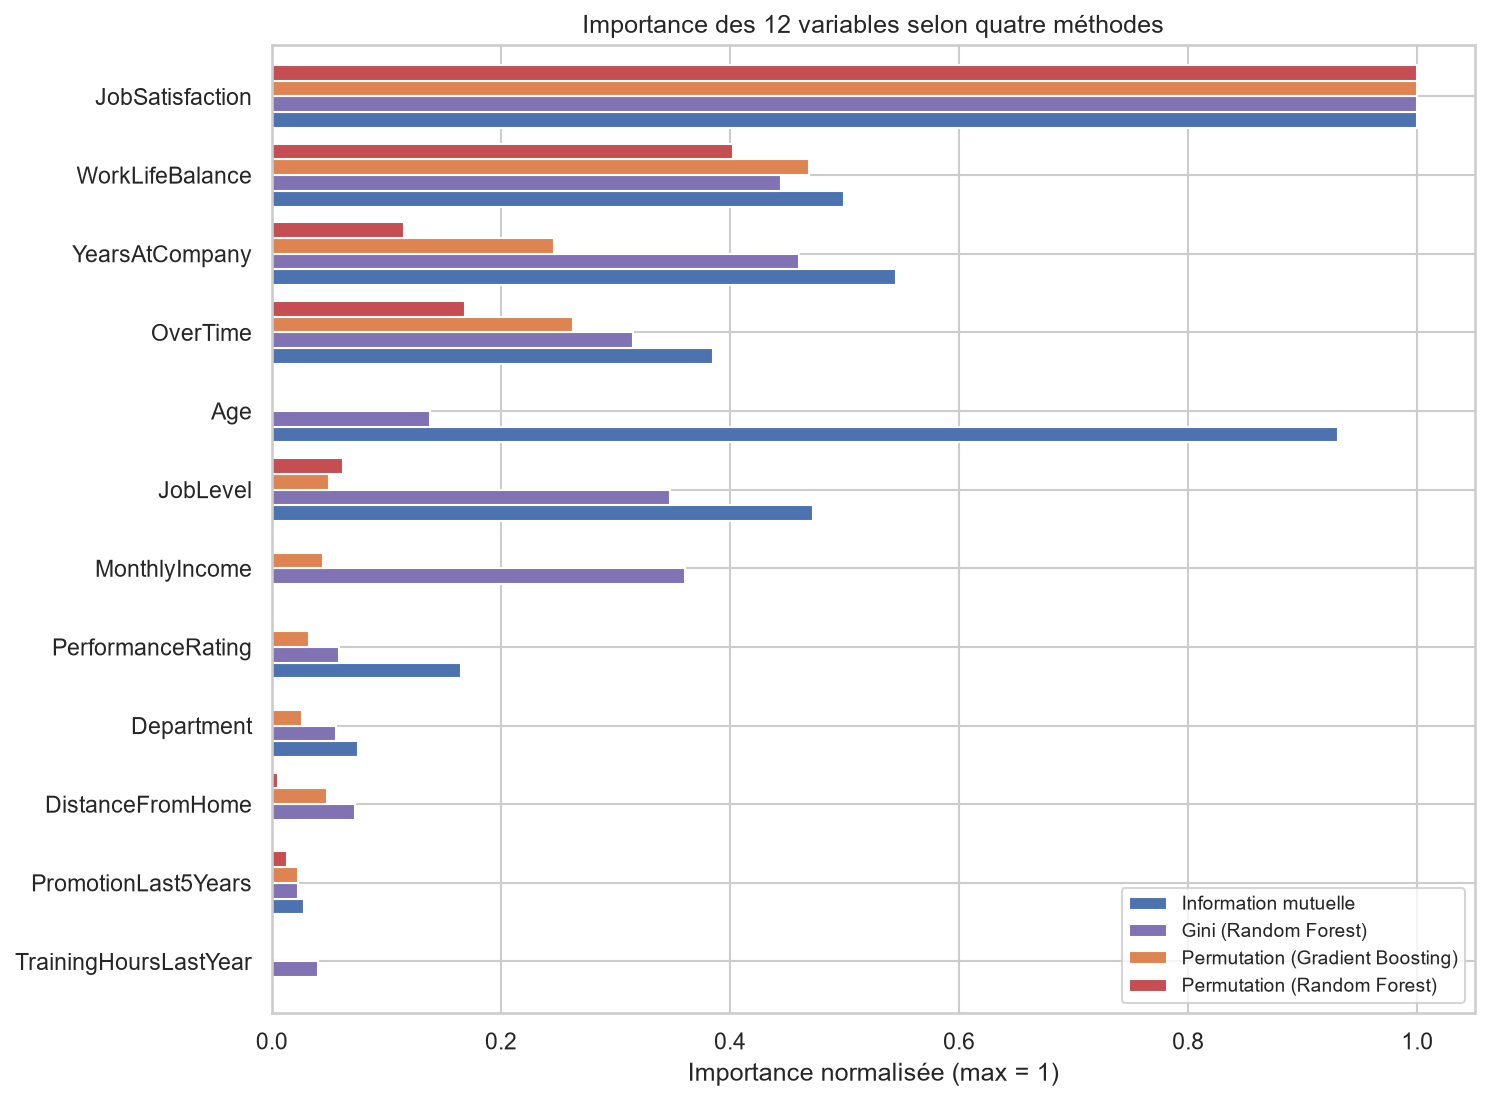 Importance des 12 variables selon quatre méthodes
JobSatisfaction
WorkLifeBalance
YearsAtCompany
OverTime
Age
JobLevel
MonthlyIncome
PerformanceRating
Department
DistanceFromHome
PromotionLast5Years
TrainingHoursLastYear
Information mutuelle
Gini (Random Forest)
Permutation (Gradient Boosting)
Permutation (Random Forest)
0.0 0.2 0.4 0.6 0.8 1.0
Importance normalisée (max = 1)